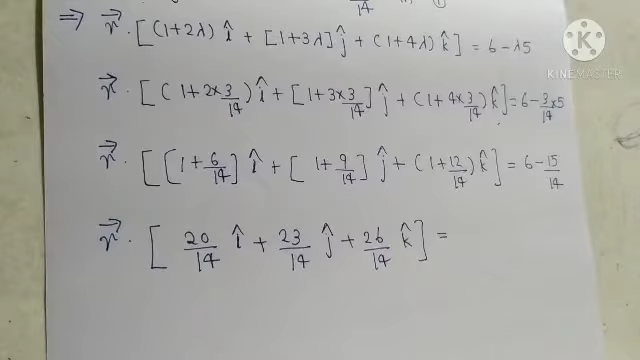 14
⇒ r⃗ . [(1+2λ) î + [1+3λ] ĵ + (1+4λ) k̂ ] = 6 - λ5
r⃗ . [(1+2×3/14) î + [1+3×3/14] ĵ + (1+4×3/14) k̂] = 6 - 3×5/14
r⃗ . [[1+6/14] î + [1+9/14] ĵ + (1+12/14) k̂] = 6 - 15/14
r⃗ . [20/14 î + 23/14 ĵ + 26/14 k̂] =
K
KINEMASTER